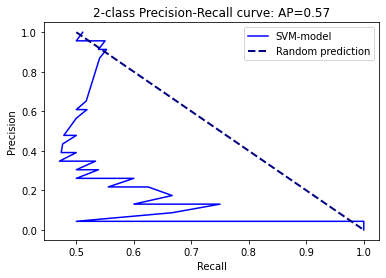 2-class Precision-Recall curve: AP=0.57
SVM-model
Random prediction
1.0
0.8
0.6
0.4
0.2
0.0
Precision
0.5
0.6
0.7
0.8
0.9
1.0
Recall